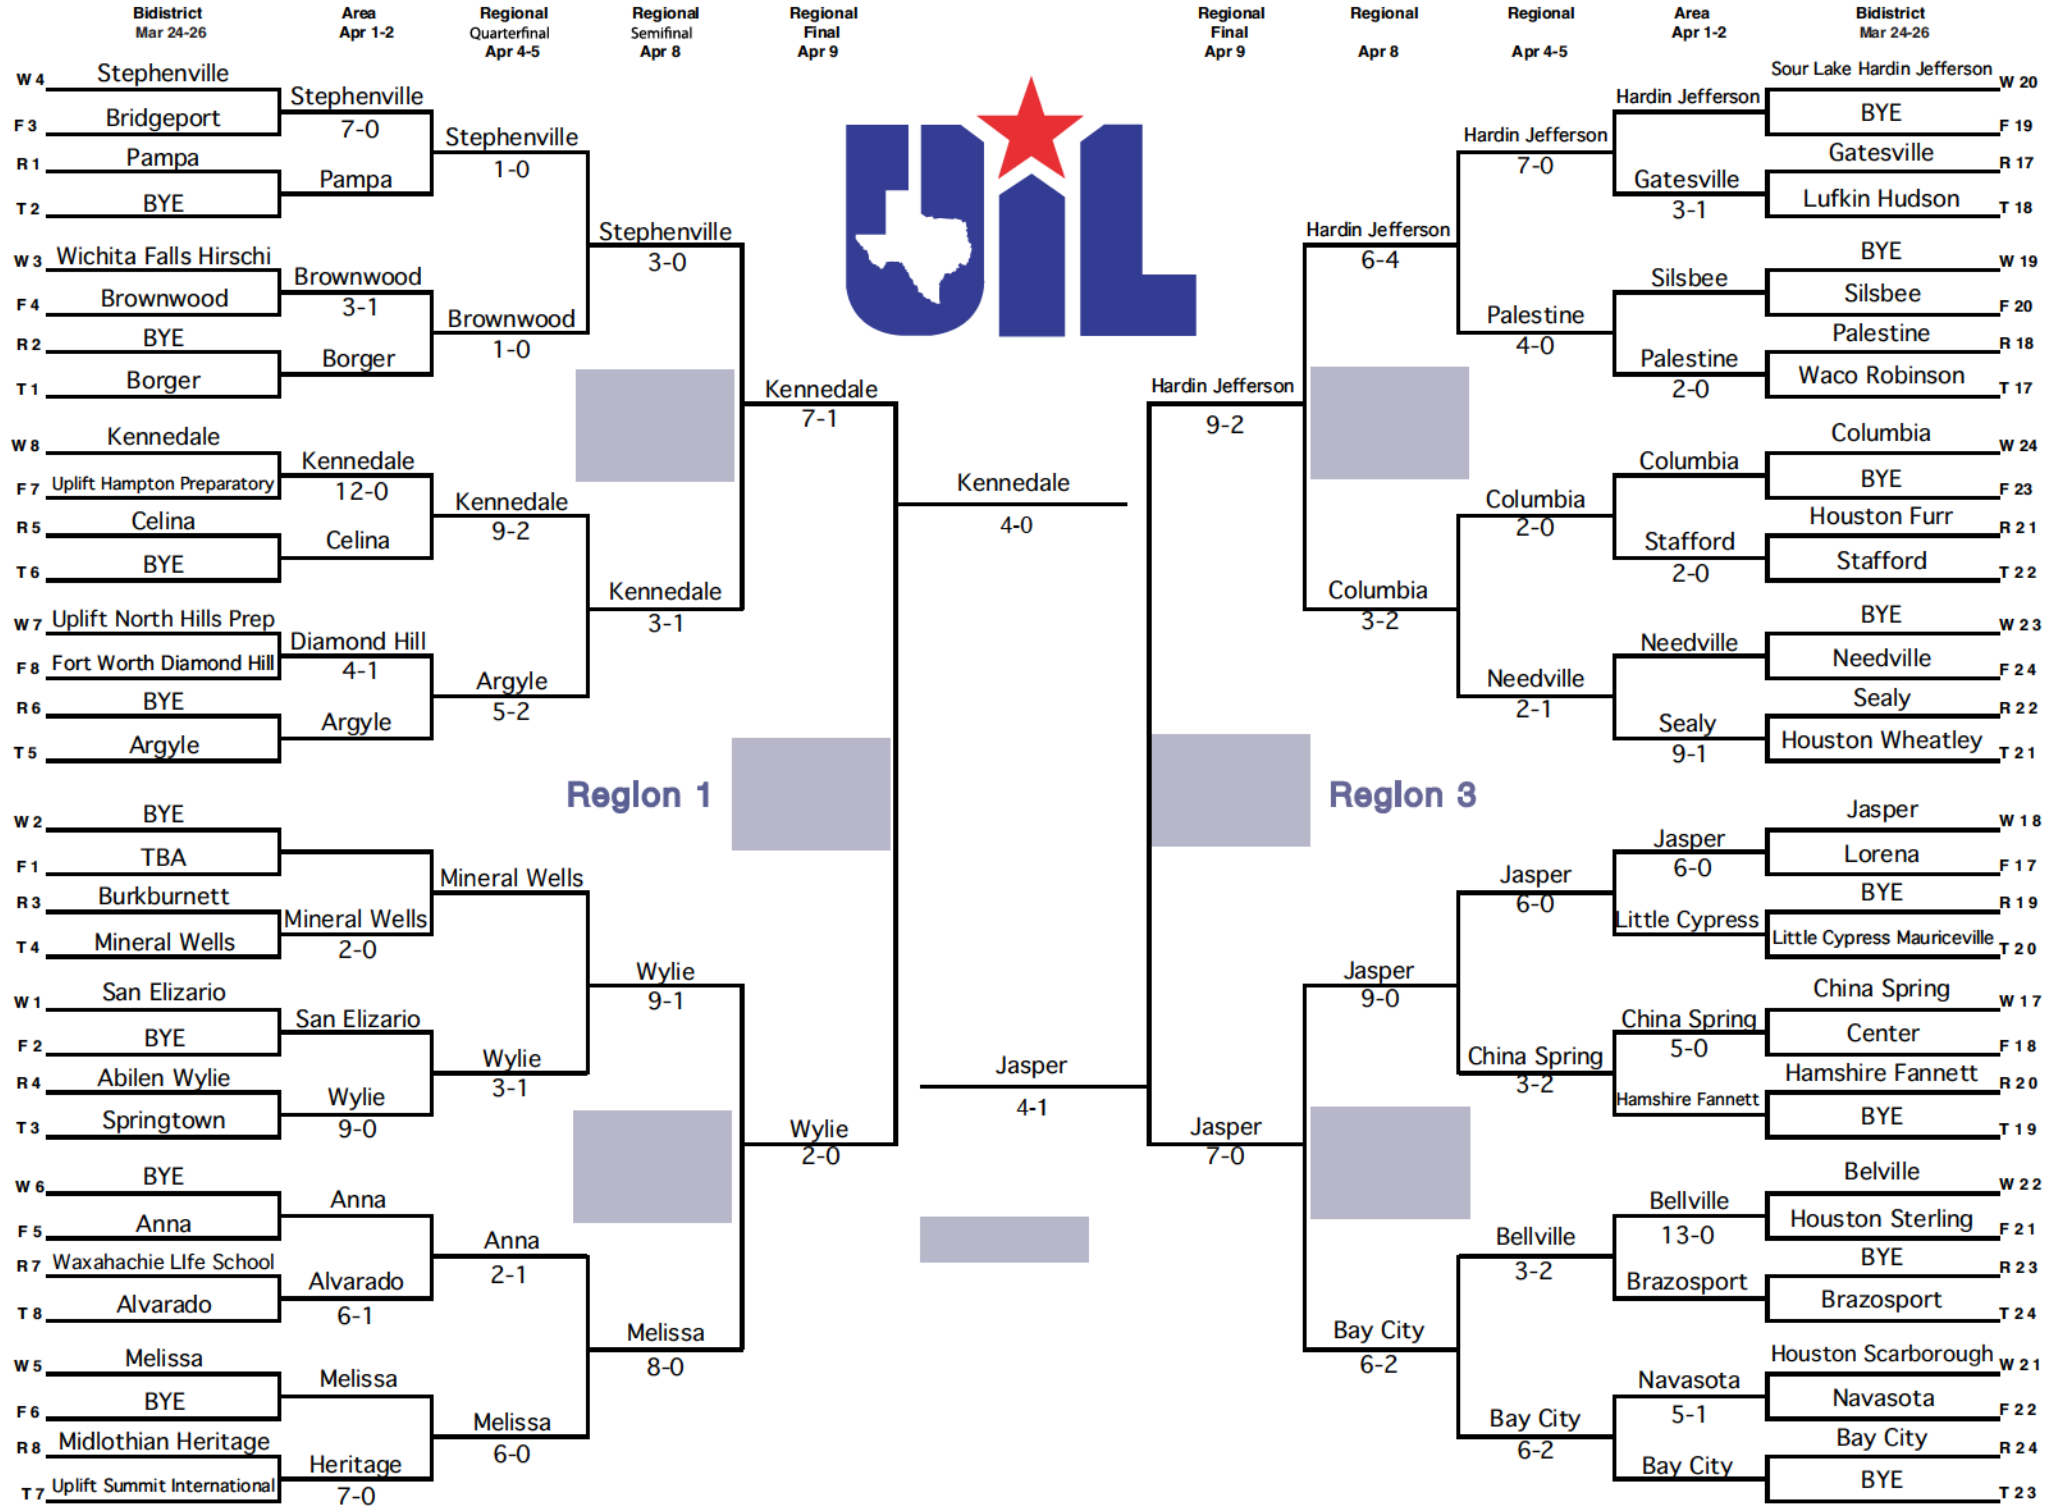 Bidistrict
Mar 24-26
Area
Apr 1-2
Regional
Quarterfinal
Apr 4-5
Regional
Semifinal
Apr 8
Regional
Final
Apr 9
Regional
Final
Apr 9
Regional
Apr 8
Regional
Apr 4-5
Area
Apr 1-2
Bidistrict
Mar 24-26
W 4 Stephenville
F 3 Bridgeport
R 1 Pampa
T 2 BYE
W 3 Wichita Falls Hirschi
F 4 Brownwood
R 2 BYE
T 1 Borger
W 8 Kennedale
F 7 Uplift Hampton Preparatory
R 5 Celina
T 6 BYE
W 7 Uplift North Hills Prep
F 8 Fort Worth Diamond Hill
R 6 BYE
T 5 Argyle
W 2 BYE
F 1 TBA
R 3 Burkburnett
T 4 Mineral Wells
W 1 San Elizario
F 2 BYE
R 4 Abilen Wylie
T 3 Springtown
W 6 BYE
F 5 Anna
R 7 Waxahachie LIfe School
T 8 Alvarado
W 5 Melissa
F 6 BYE
R 8 Midlothian Heritage
T 7 Uplift Summit International
Stephenville
7-0
Pampa
Brownwood
3-1
Borger
Kennedale
12-0
Celina
Diamond Hill
4-1
Argyle
Mineral Wells
2-0
San Elizario
Wylie
9-0
Anna
Alvarado
6-1
Melissa
Heritage
7-0
Stephenville
1-0
Brownwood
1-0
Kennedale
9-2
Argyle
5-2
Mineral Wells
Wylie
3-1
Anna
2-1
Melissa
6-0
Stephenville
3-0
Kennedale
3-1
Wylie
9-1
Melissa
8-0
Region 1
Kennedale
7-1
Wylie
2-0
Kennedale
4-0
UIL
Jasper
4-1
Hardin Jefferson
9-2
Jasper
7-0
Region 3
Hardin Jefferson
6-4
Columbia
3-2
Jasper
9-0
Bay City
6-2
Hardin Jefferson
7-0
Palestine
4-0
Columbia
2-0
Needville
2-1
Jasper
6-0
China Spring
3-2
Bellville
3-2
Bay City
6-2
Hardin Jefferson
Gatesville
3-1
Silsbee
Palestine
2-0
Columbia
Stafford
2-0
Needville
Sealy
9-1
Jasper
6-0
Little Cypress
China Spring
5-0
Hamshire Fannett
Bellville
13-0
Brazosport
Navasota
5-1
Bay City
Sour Lake Hardin Jefferson W 20
BYE F 19
Gatesville R 17
Lufkin Hudson T 18
BYE W 19
Silsbee F 20
Palestine R 18
Waco Robinson T 17
Columbia W 24
BYE F 23
Houston Furr R 21
Stafford T 22
BYE W 23
Needville F 24
Sealy R 22
Houston Wheatley T 21
Jasper W 18
Lorena F 17
BYE R 19
Little Cypress Mauriceville T 20
China Spring W 17
Center F 18
Hamshire Fannett R 20
BYE T 19
Belville W 22
Houston Sterling F 21
BYE R 23
Brazosport T 24
Houston Scarborough W 21
Navasota F 22
Bay City R 24
BYE T 23